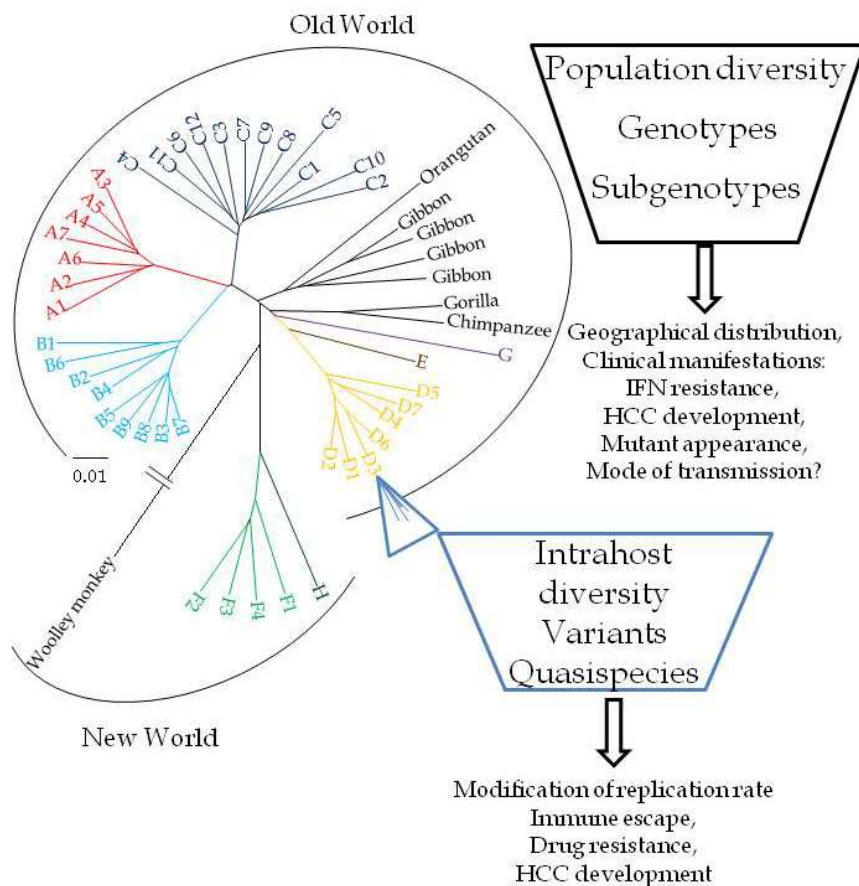 Old World
C4
C11
C6
C12
C3
C7
C9
C8
C5
C1
C10
C2
A3
A5
A4
A7
A6
A2
A1
Orangutan
Gibbon
Gibbon
Gibbon
Gibbon
Gorilla
Chimpanzee
G
E
B1
B6
B2
B4
B5
B9
B8
B3
B7
D5
D7
D4
D6
D3
D1
D2
0.01
Woolley monkey
F2
F3
F4
F1
H
New World
Population diversity
Genotypes
Subgenotypes
Geographical distribution,
Clinical manifestations:
IFN resistance,
HCC development,
Mutant appearance,
Mode of transmission?
Intrahost
diversity
Variants
Quasispecies
Modification of replication rate
Immune escape,
Drug resistance,
HCC development